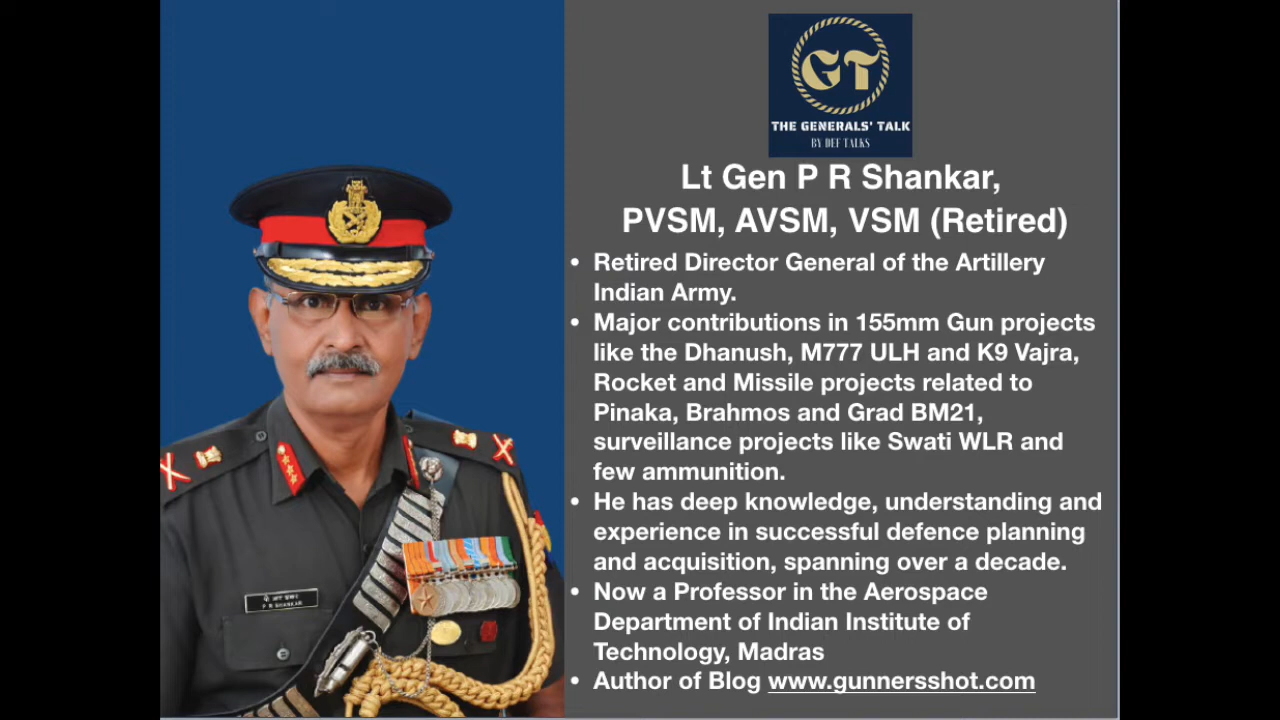 GT
THE GENERALS' TALK
BY DEF TALKS
Lt Gen P R Shankar,
PVSM, AVSM, VSM (Retired)
• Retired Director General of the Artillery
Indian Army.
• Major contributions in 155mm Gun projects
like the Dhanush, M777 ULH and K9 Vajra,
Rocket and Missile projects related to
Pinaka, Brahmos and Grad BM21,
surveillance projects like Swati WLR and
few ammunition.
• He has deep knowledge, understanding and
experience in successful defence planning
and acquisition, spanning over a decade.
• Now a Professor in the Aerospace
Department of Indian Institute of
Technology, Madras
• Author of Blog www.gunnersshot.com
पी आर शंकर
P R SHANKAR